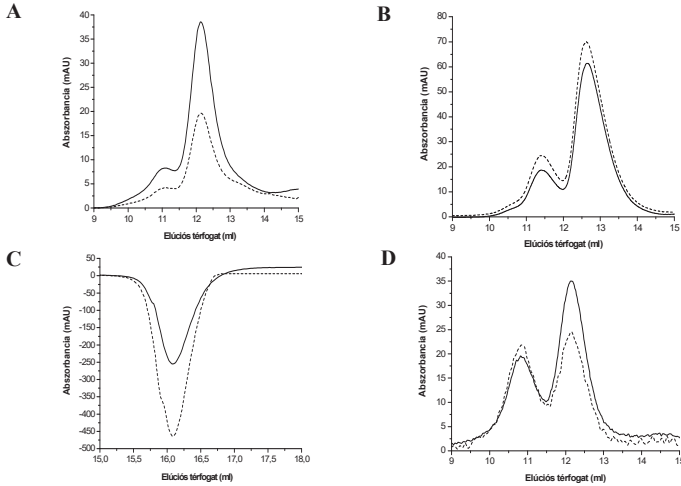 A
Abszorbancia (mAU)
40
35
30
25
20
15
10
5
0
9 10 11 12 13 14 15
Elúciós térfogat (ml)
B
Abszorbancia (mAU)
80
70
60
50
40
30
20
10
0
9 10 11 12 13 14 15
Elúciós térfogat (ml)
C
Abszorbancia (mAU)
50
0
-50
-100
-150
-200
-250
-300
-350
-400
-450
-500
15,0 15,5 16,0 16,5 17,0 17,5 18,0
Elúciós térfogat (ml)
D
Abszorbancia (mAU)
40
35
30
25
20
15
10
5
0
9 10 11 12 13 14 15
Elúciós térfogat (ml)